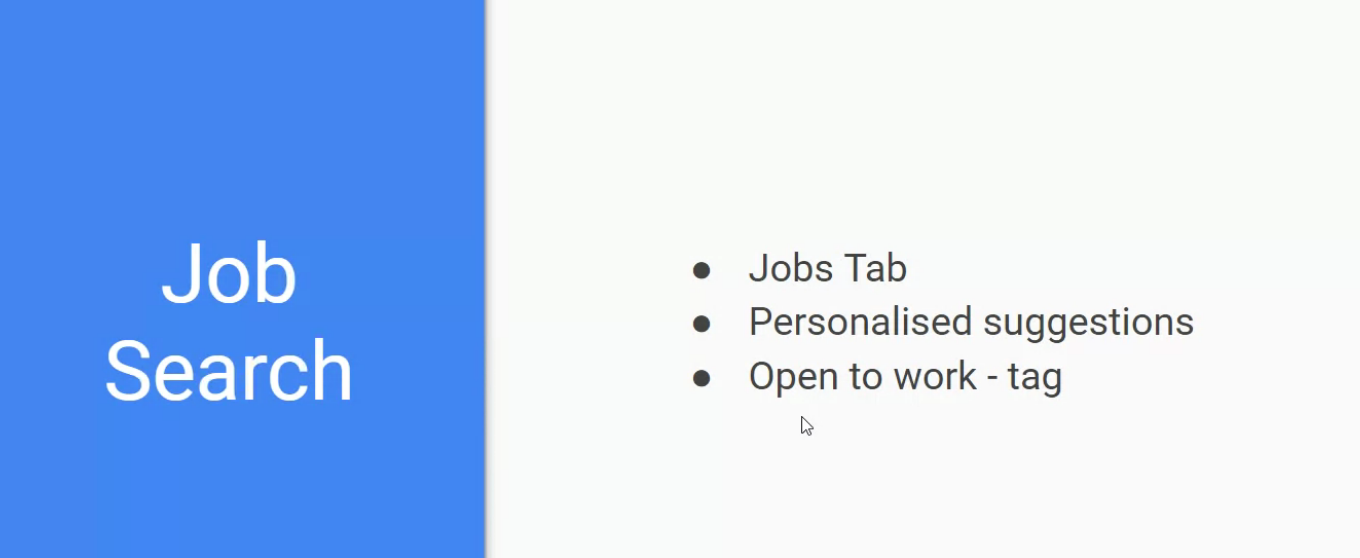 Job
Search
● Jobs Tab
● Personalised suggestions
● Open to work - tag